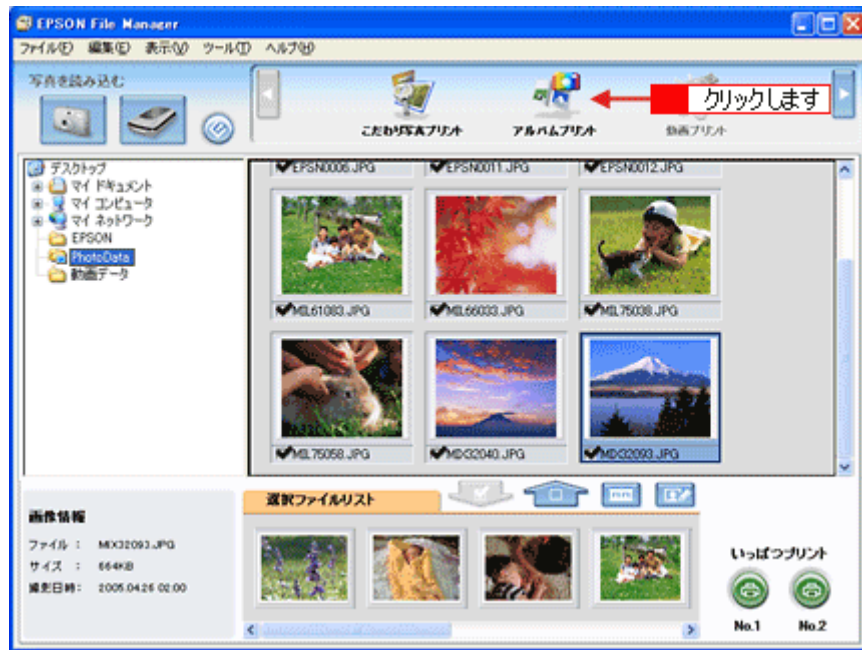 EPSON File Manager
ファイル(F) 編集(E) 表示(V) ツール(T) ヘルプ(H)
写真を読み込む
クリックします
こだわり写真プリント アルバムプリント 動画プリント
デスクトップ
マイ ドキュメント
マイ コンピュータ
マイ ネットワーク
EPSON
PhotoData
動画データ
EPSN0006.JPG EPSN0011.JPG EPSN0012.JPG
MIL61083.JPG MIL66033.JPG MIL75038.JPG
MIL75058.JPG MIX32040.JPG MIX32093.JPG
選択ファイルリスト
画像情報
ファイル : MIX32093.JPG
サイズ : 664KB
撮影日時: 2005.04.26 02:00
いっぱつプリント
No.1 No.2